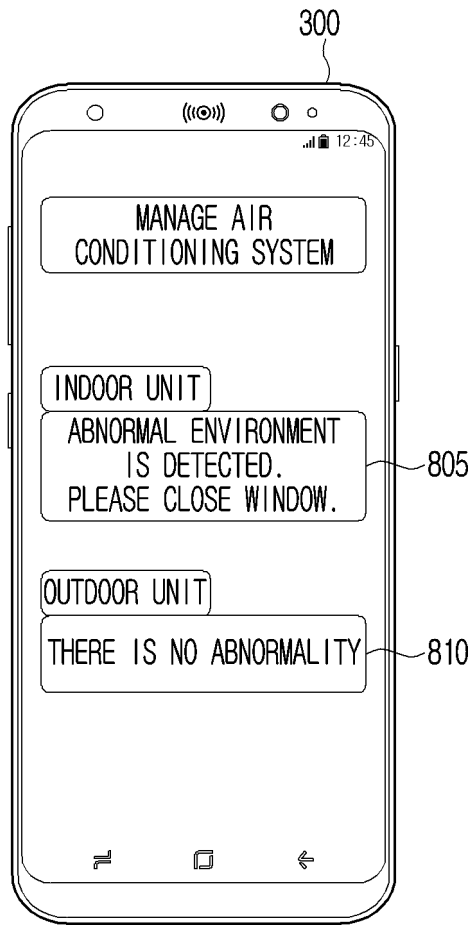 300
12:45
MANAGE AIR
CONDITIONING SYSTEM
INDOOR UNIT
ABNORMAL ENVIRONMENT
IS DETECTED.
PLEASE CLOSE WINDOW.
805
OUTDOOR UNIT
THERE IS NO ABNORMALITY
810